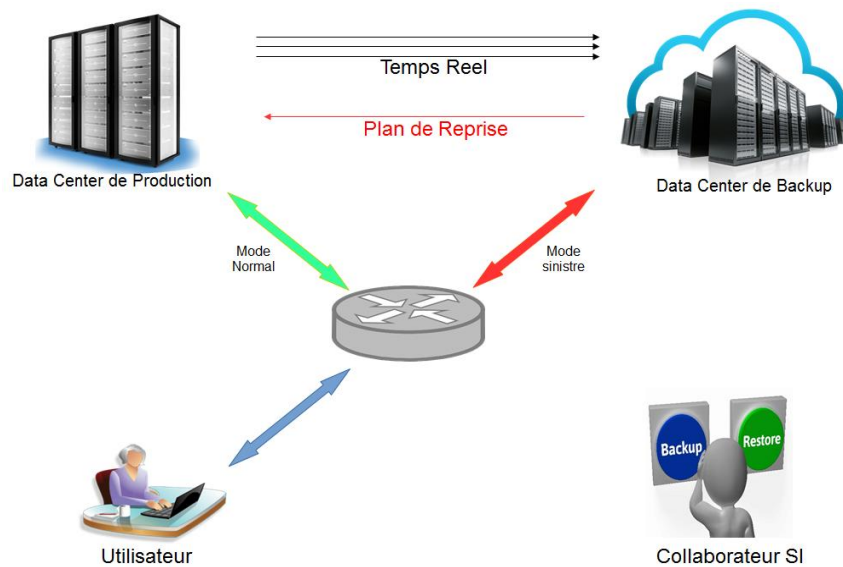 Temps Reel
Plan de Reprise
Data Center de Production
Data Center de Backup
Mode
Normal
Mode
sinistre
Backup
Restore
Utilisateur
Collaborateur SI